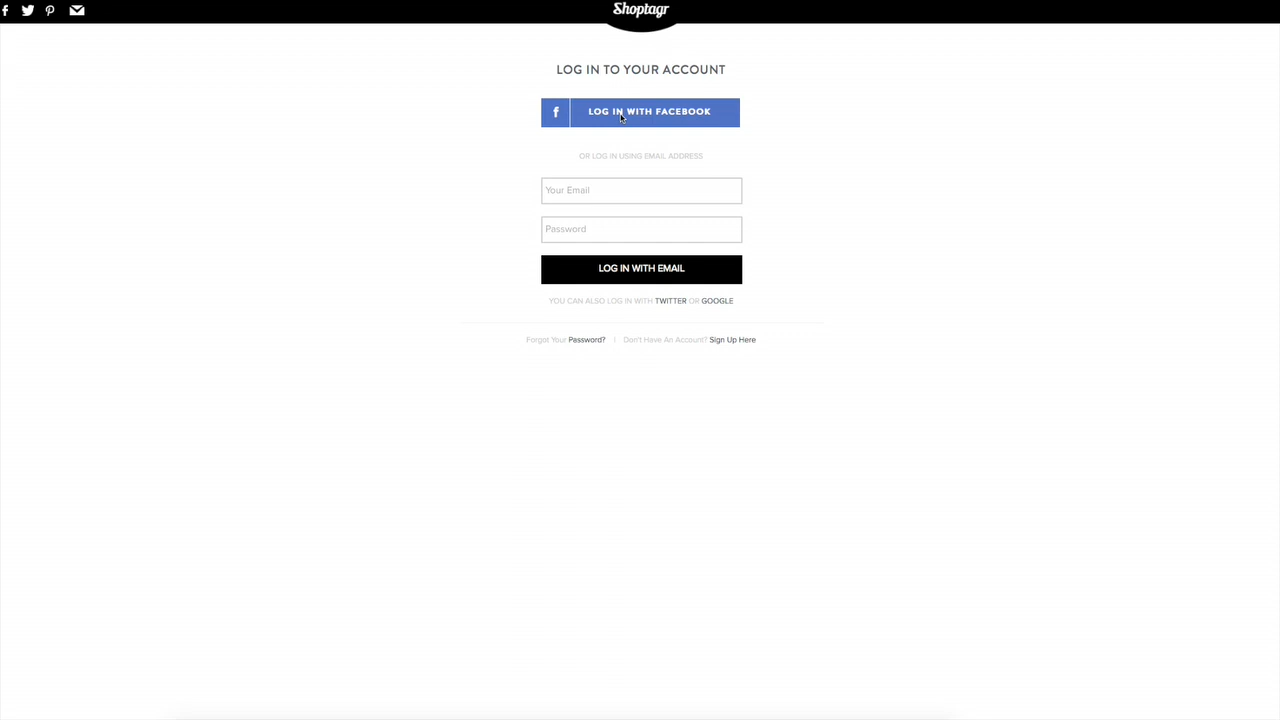 Shoptagr
LOG IN TO YOUR ACCOUNT
f LOG IN WITH FACEBOOK
OR LOG IN USING EMAIL ADDRESS
Your Email
Password
LOG IN WITH EMAIL
YOU CAN ALSO LOG IN WITH TWITTER OR GOOGLE
Forgot Your Password? | Don't Have An Account? Sign Up Here